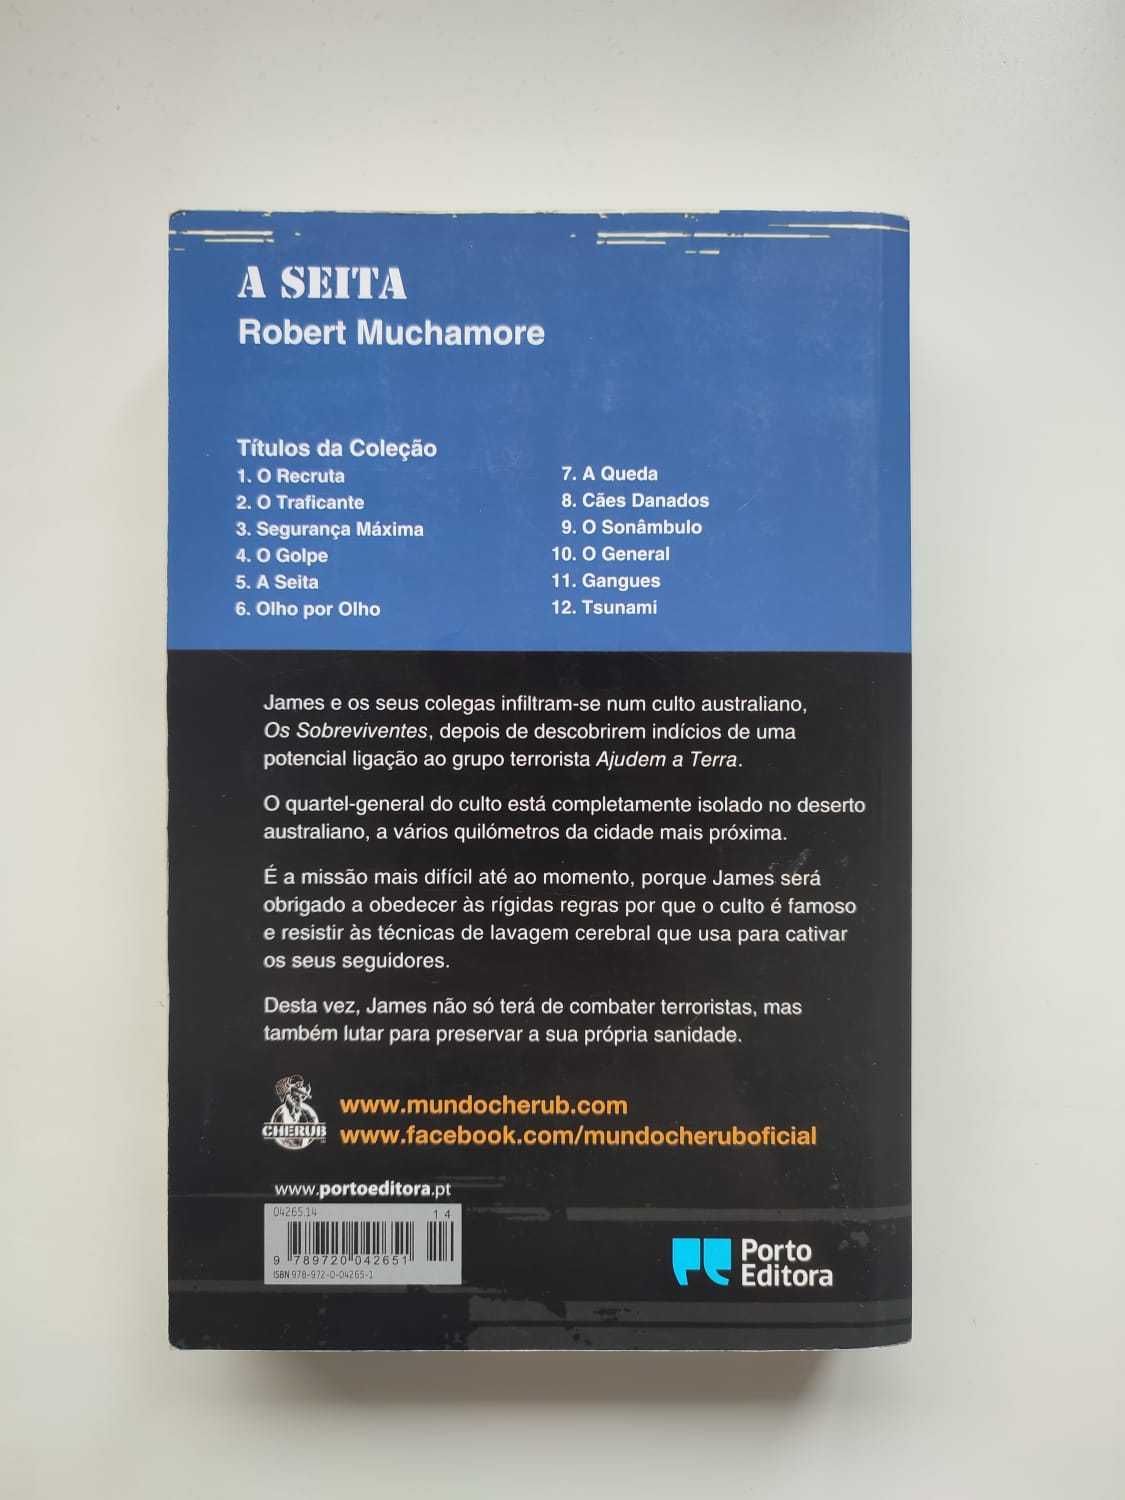 A SEITA
Robert Muchamore
Títulos da Coleção
1. O Recruta
2. O Traficante
3. Segurança Máxima
4. O Golpe
5. A Seita
6. Olho por Olho
7. A Queda
8. Cães Danados
9. O Sonâmbulo
10. O General
11. Gangues
12. Tsunami
James e os seus colegas infiltram-se num culto australiano,
Os Sobreviventes, depois de descobrirem indícios de uma
potencial ligação ao grupo terrorista Ajudem a Terra.
O quartel-general do culto está completamente isolado no deserto
australiano, a vários quilómetros da cidade mais próxima.
É a missão mais difícil até ao momento, porque James será
obrigado a obedecer às rígidas regras por que o culto é famoso
e resistir às técnicas de lavagem cerebral que usa para cativar
os seus seguidores.
Desta vez, James não só terá de combater terroristas, mas
também lutar para preservar a sua própria sanidade.
CHERUB
www.mundocherub.com
www.facebook.com/mundocheruboficial
www.portoeditora.pt
04265.14
14
9 789720 042651
ISBN 978-972-0-04265-1
Porto
Editora